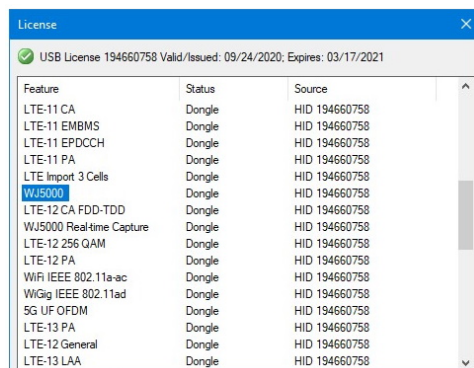 License
USB License 194660758 Valid/Issued: 09/24/2020; Expires: 03/17/2021
Feature Status Source
LTE-11 CA Dongle HID 194660758
LTE-11 EMBMS Dongle HID 194660758
LTE-11 EPDCCH Dongle HID 194660758
LTE-11 PA Dongle HID 194660758
LTE Import 3 Cells Dongle HID 194660758
WJ5000 Dongle HID 194660758
LTE-12 CA FDD-TDD Dongle HID 194660758
WJ5000 Real-time Capture Dongle HID 194660758
LTE-12 256 QAM Dongle HID 194660758
LTE-12 PA Dongle HID 194660758
WiFi IEEE 802.11a-ac Dongle HID 194660758
WiGig IEEE 802.11ad Dongle HID 194660758
5G UF OFDM Dongle HID 194660758
LTE-13 PA Dongle HID 194660758
LTE-12 General Dongle HID 194660758
LTE-13 LAA Dongle HID 194660758